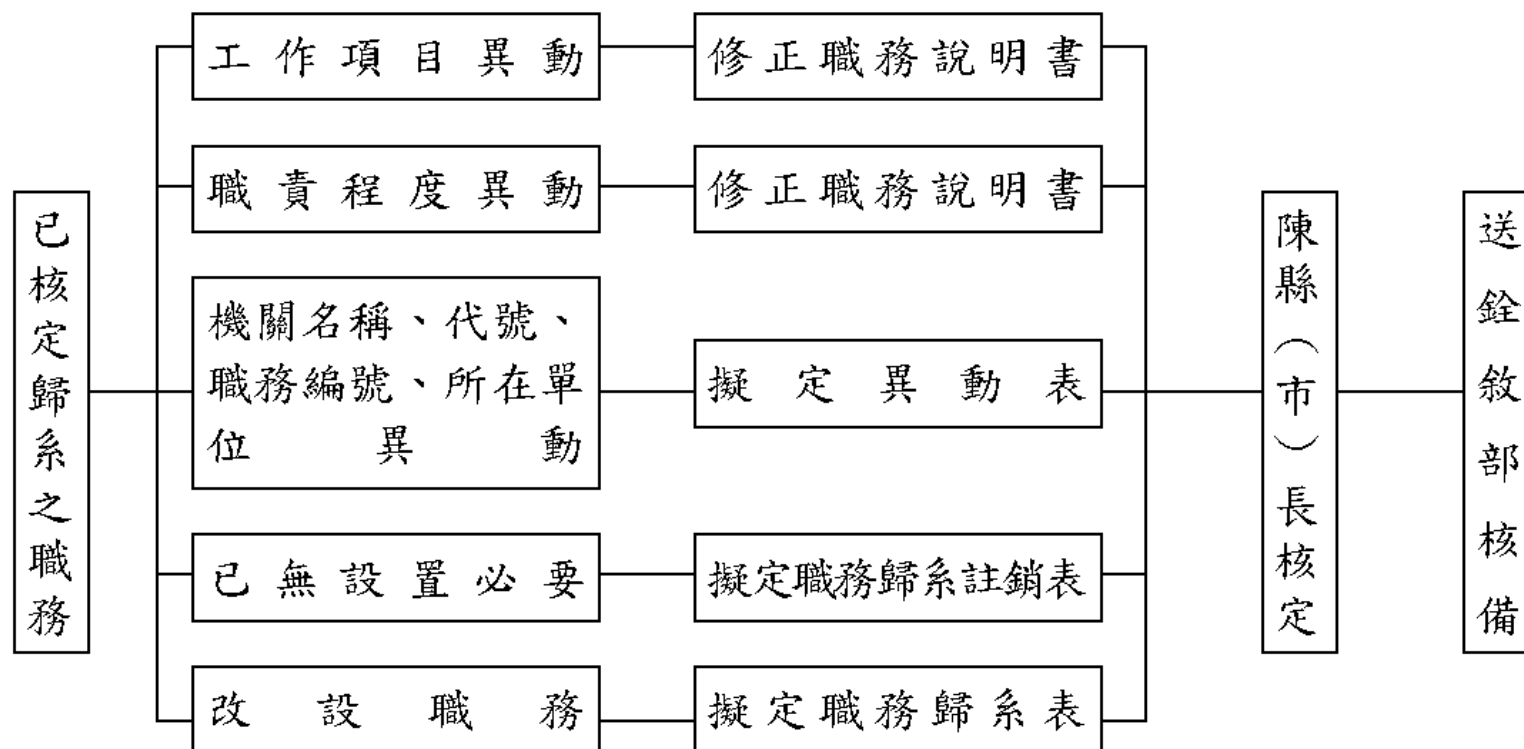 已核定歸系之職務
工作項目異動
修正職務說明書
職責程度異動
修正職務說明書
機關名稱、代號、
職務編號、所在單
位異動
擬定異動表
已無設置必要
擬定職務歸系註銷表
改設職務
擬定職務歸系表
陳縣（市）長核定
送銓敘部核備